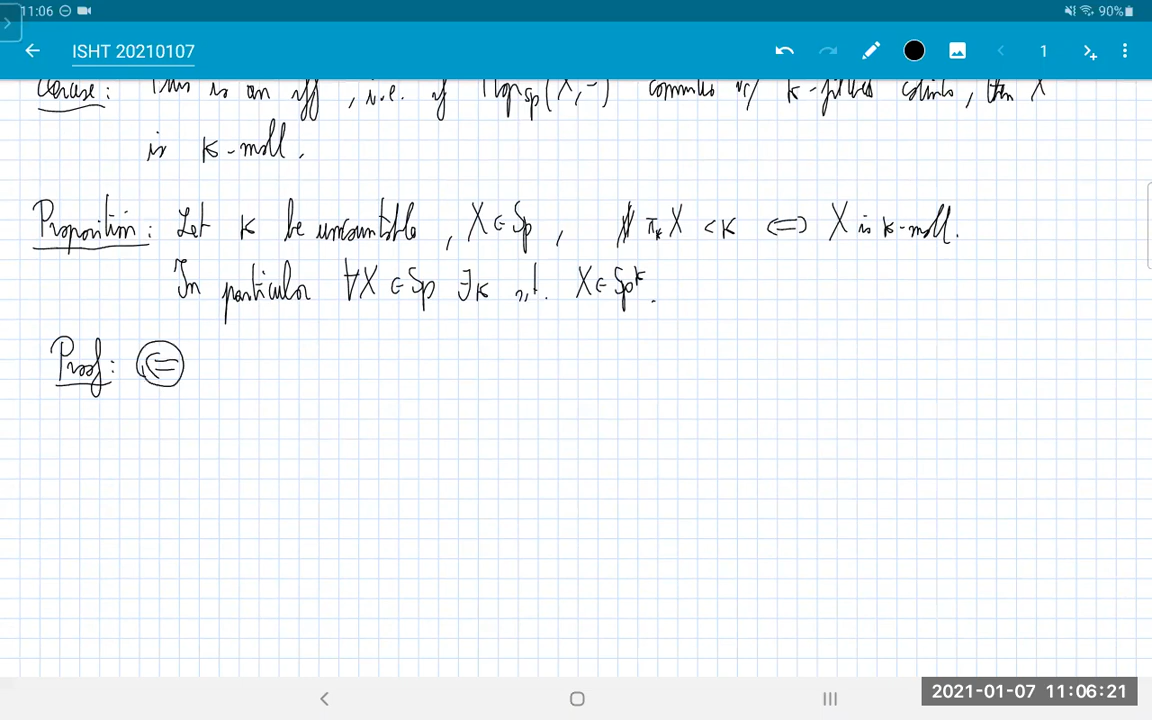 11:06 90%
ISHT 20210107 1
This is an iff, i.e. if Map_Sp(X,-) commutes w/ κ-filtered colimits, then X
is κ-small.
Proposition: Let κ be uncountable, X∈Sp, # π_* X < κ ⇔ X is κ-small.
In particular ∀X∈Sp ∃κ s.t. X∈Sp^κ.
Proof: ⇐
2021-01-07 11:06:21